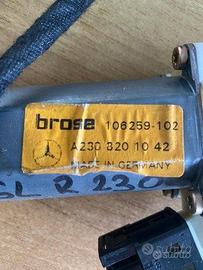 brose 106259-102
A230 820 10 42
MADE IN GERMANY
SL R 230
subito